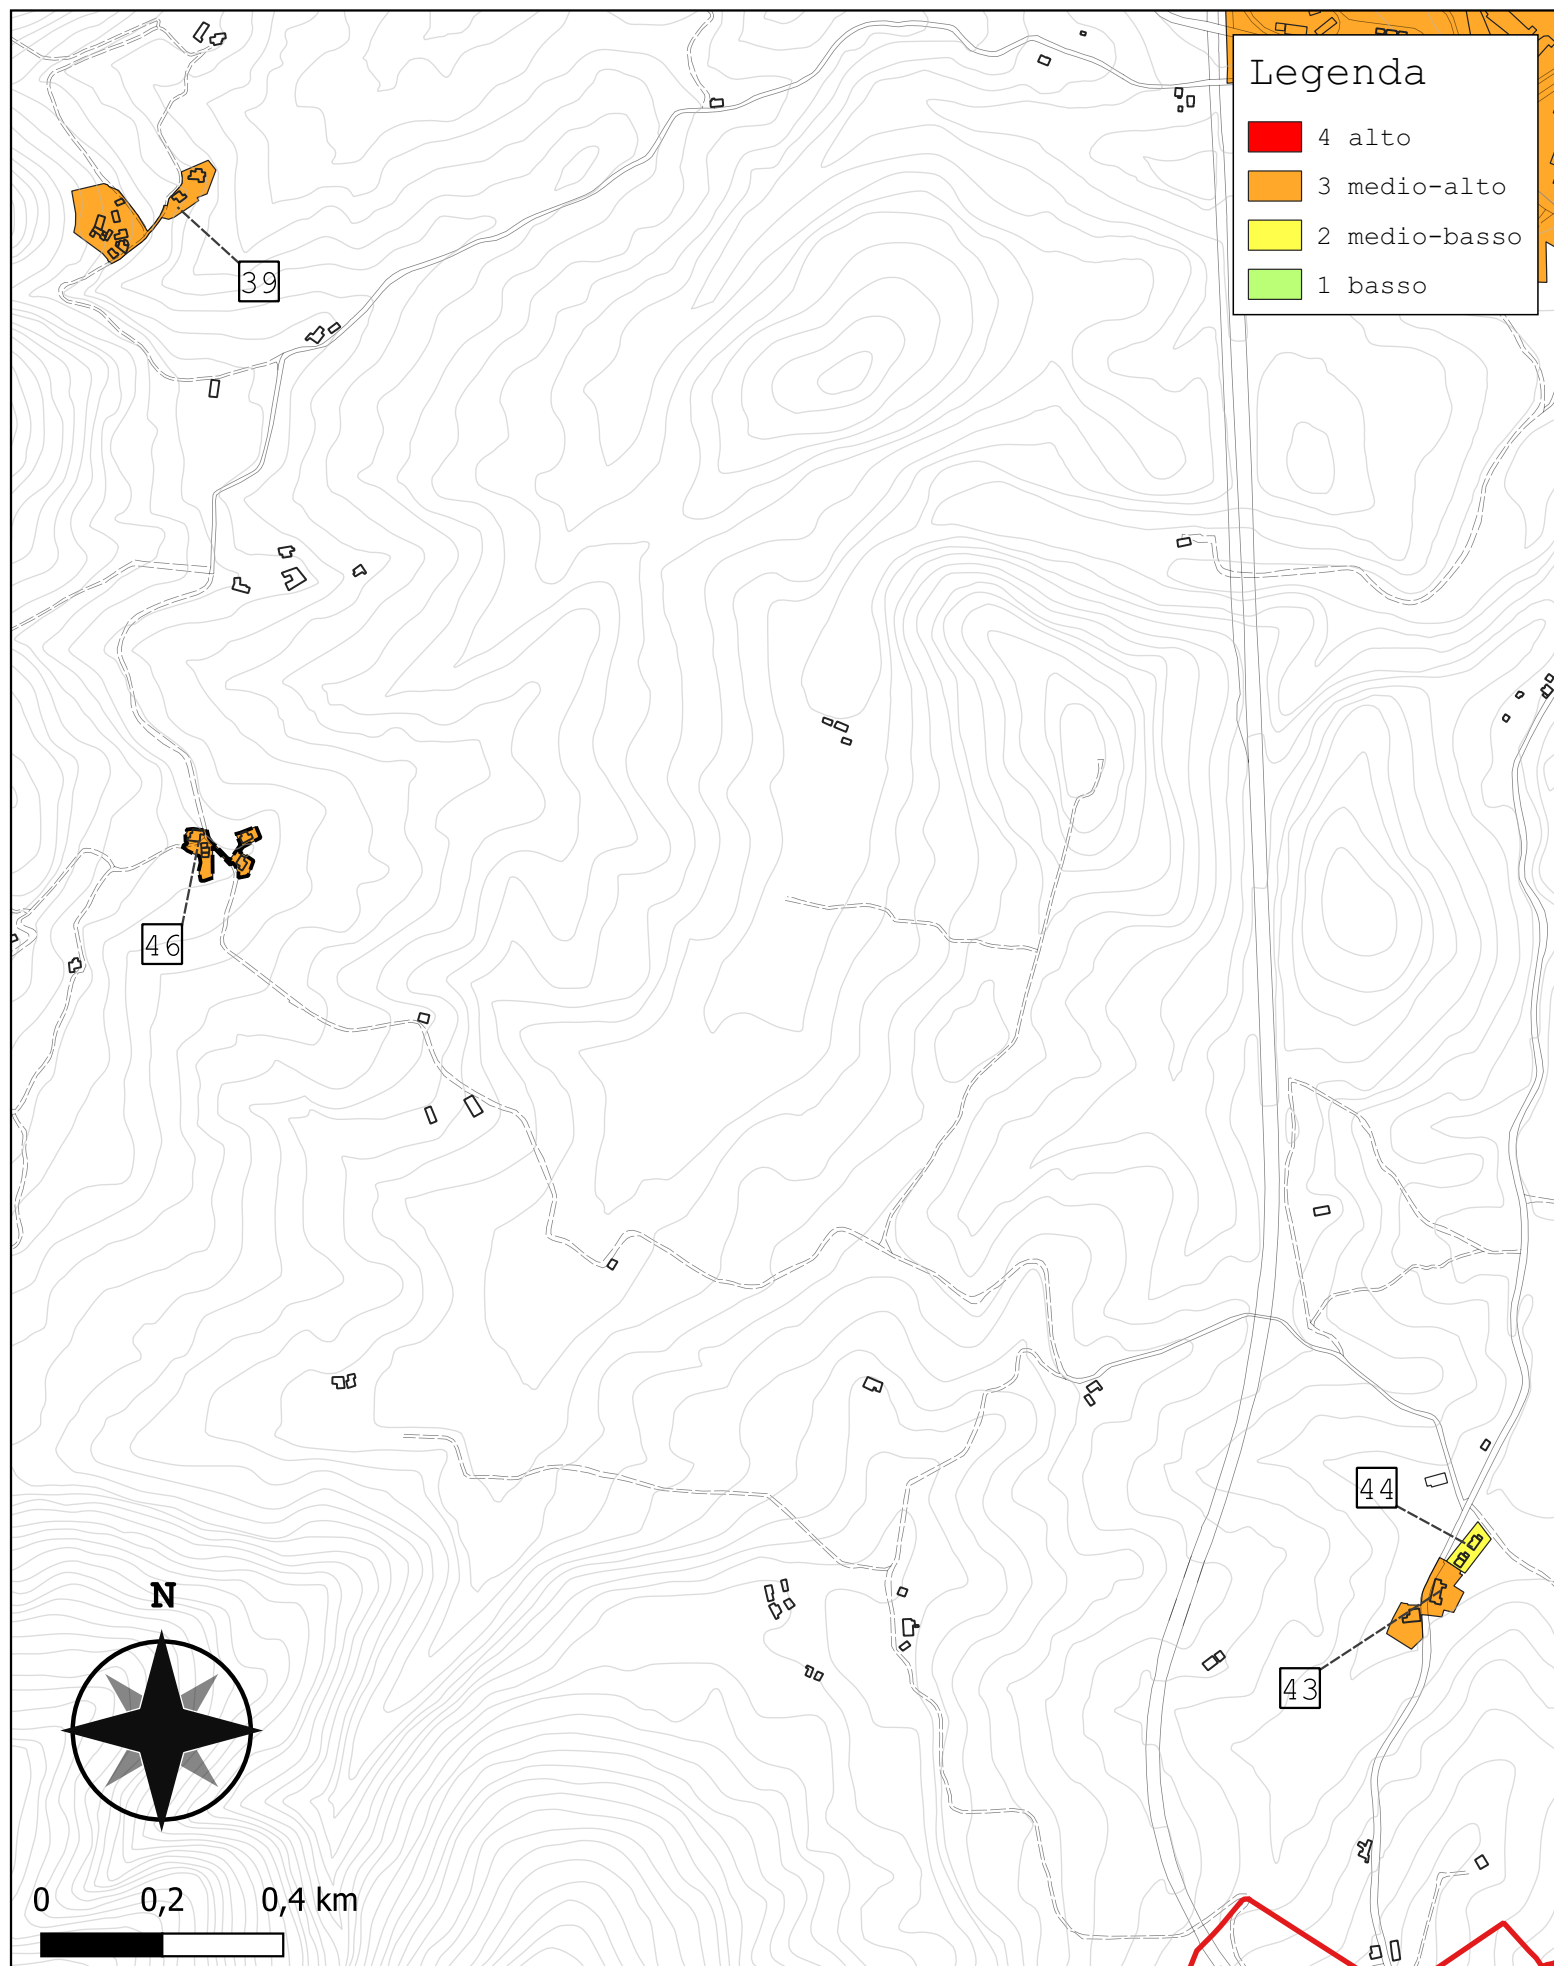 Legenda
4 alto
3 medio-alto
2 medio-basso
1 basso
39
46
44
43
N
0 0,2 0,4 km